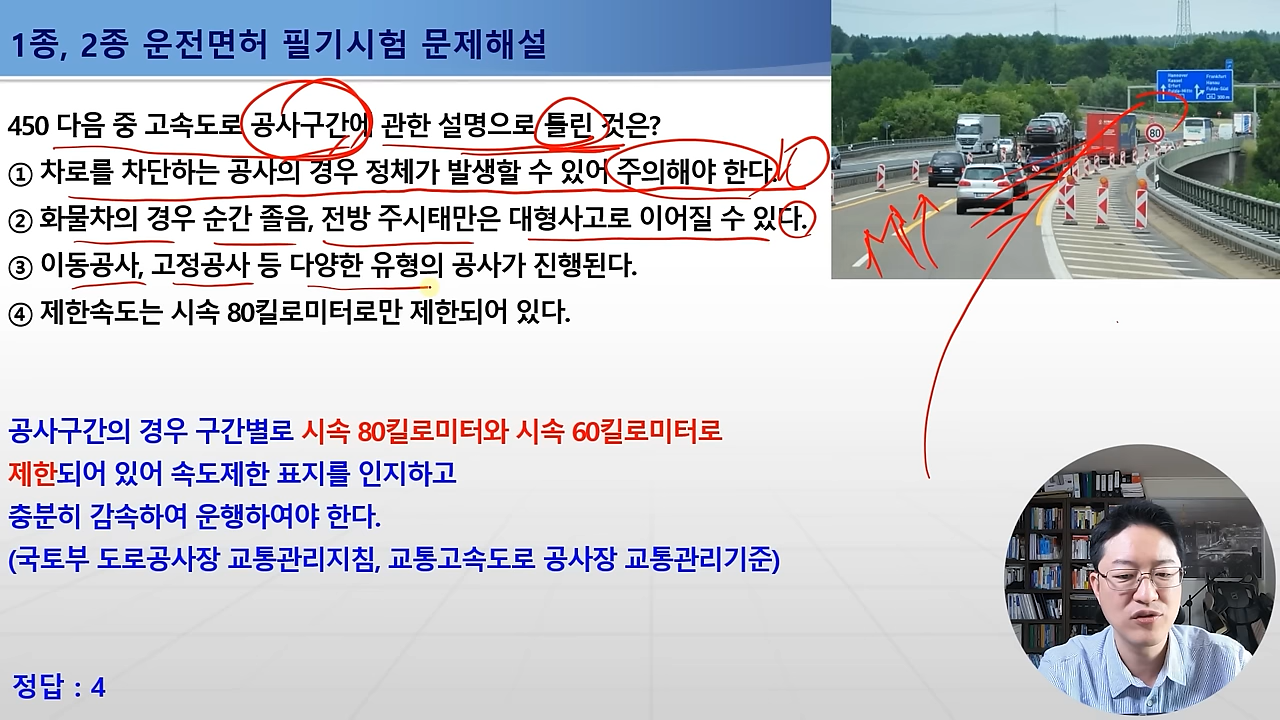 1종, 2종 운전면허 필기시험 문제해설
450 다음 중 고속도로 공사구간에 관한 설명으로 틀린 것은?
① 차로를 차단하는 공사의 경우 정체가 발생할 수 있어 주의해야 한다.
② 화물차의 경우 순간 졸음, 전방 주시태만은 대형사고로 이어질 수 있다.
③ 이동공사, 고정공사 등 다양한 유형의 공사가 진행된다.
④ 제한속도는 시속 80킬로미터로만 제한되어 있다.
공사구간의 경우 구간별로 시속 80킬로미터와 시속 60킬로미터로
제한되어 있어 속도제한 표지를 인지하고
충분히 감속하여 운행하여야 한다.
(국토부 도로공사장 교통관리지침, 교통고속도로 공사장 교통관리기준)
정답 : 4
Hannover
Kassel
Erfurt
Fulda-Mitte
Frankfurt
Hanau
Fulda-Süd
300 m
80